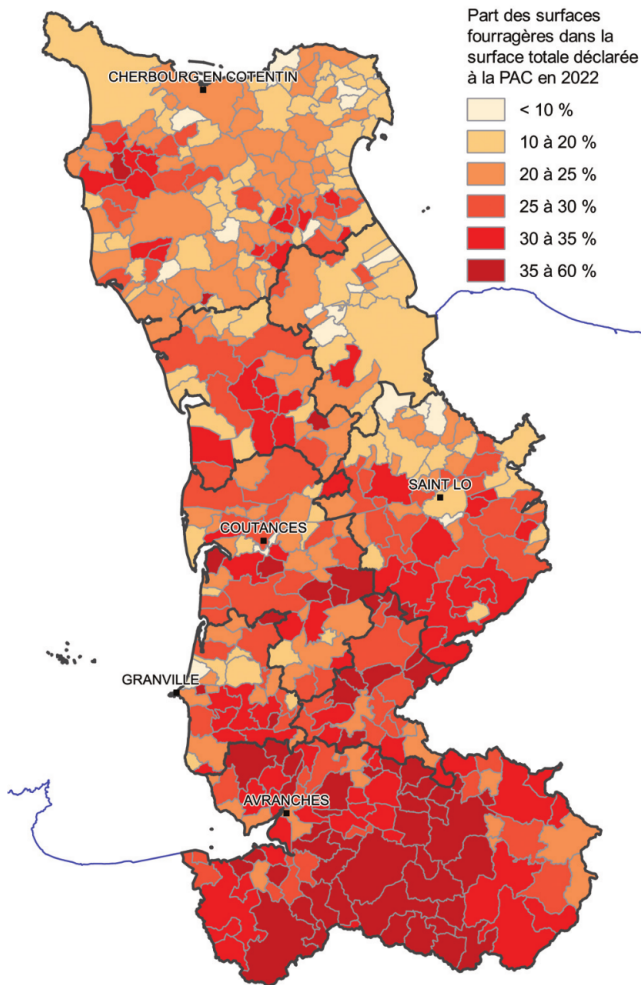 Part des surfaces
fourragères dans la
surface totale déclarée
à la PAC en 2022
< 10 %
10 à 20 %
20 à 25 %
25 à 30 %
30 à 35 %
35 à 60 %
CHERBOURG EN COTENTIN
SAINT LO
COUTANCES
GRANVILLE
AVRANCHES